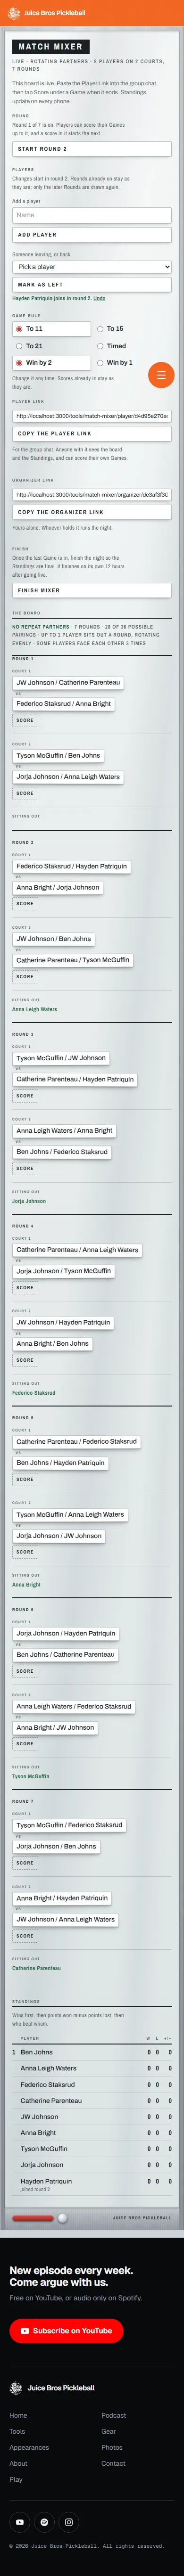 Juice Bros Pickleball
MATCH MIXER
LIVE · ROTATING PARTNERS · 9 PLAYERS ON 2 COURTS,
7 ROUNDS
This board is live. Paste the Player Link into the group chat,
then tap Score under a Game when it ends. Standings
update on every phone.
ROUND
Round 1 of 7 is on. Players can score their Games
up to it, and a score in it starts the next.
START ROUND 2
PLAYERS
Changes start in round 2. Rounds already on stay as
they are; only the later Rounds are drawn again.
Add a player
Name
ADD PLAYER
Someone leaving, or back
Pick a player
MARK AS LEFT
Hayden Patriquin joins in round 2. Undo
GAME RULE
To 11
To 15
To 21
Timed
Win by 2
Win by 1
Change it any time. Scores already in stay as
they are.
PLAYER LINK
http://localhost:3000/tools/match-mixer/player/d4d95e270e
COPY THE PLAYER LINK
For the group chat. Anyone with it sees the board
and the Standings, and can score their own Games.
ORGANIZER LINK
http://localhost:3000/tools/match-mixer/organizer/dc3af3f3
COPY THE ORGANIZER LINK
Yours alone. Whoever holds it runs the night.
FINISH
Once the last Game is in, finish the night so the
Standings are final. It finishes on its own 12 hours
after going live.
FINISH MIXER
THE BOARD
NO REPEAT PARTNERS · 7 ROUNDS · 28 OF 36 POSSIBLE
PAIRINGS · UP TO 1 PLAYER SITS OUT A ROUND, ROTATING
EVENLY · SOME PLAYERS FACE EACH OTHER 3 TIMES
ROUND 1
COURT 1
JW Johnson / Catherine Parenteau
VS
Federico Staksrud / Anna Bright
SCORE
COURT 2
Tyson McGuffin / Ben Johns
VS
Jorja Johnson / Anna Leigh Waters
SCORE
SITTING OUT
ROUND 2
COURT 1
Federico Staksrud / Hayden Patriquin
VS
Anna Bright / Jorja Johnson
SCORE
COURT 2
JW Johnson / Ben Johns
VS
Catherine Parenteau / Tyson McGuffin
SCORE
SITTING OUT
Anna Leigh Waters
ROUND 3
COURT 1
Tyson McGuffin / JW Johnson
VS
Catherine Parenteau / Hayden Patriquin
SCORE
COURT 2
Anna Leigh Waters / Anna Bright
VS
Ben Johns / Federico Staksrud
SCORE
SITTING OUT
Jorja Johnson
ROUND 4
COURT 1
Catherine Parenteau / Anna Leigh Waters
VS
Jorja Johnson / Tyson McGuffin
SCORE
COURT 2
JW Johnson / Hayden Patriquin
VS
Anna Bright / Ben Johns
SCORE
SITTING OUT
Federico Staksrud
ROUND 5
COURT 1
Catherine Parenteau / Federico Staksrud
VS
Ben Johns / Hayden Patriquin
SCORE
COURT 2
Tyson McGuffin / Anna Leigh Waters
VS
Jorja Johnson / JW Johnson
SCORE
SITTING OUT
Anna Bright
ROUND 6
COURT 1
Jorja Johnson / Hayden Patriquin
VS
Ben Johns / Catherine Parenteau
SCORE
COURT 2
Anna Leigh Waters / Federico Staksrud
VS
Anna Bright / JW Johnson
SCORE
SITTING OUT
Tyson McGuffin
ROUND 7
COURT 1
Tyson McGuffin / Federico Staksrud
VS
Jorja Johnson / Ben Johns
SCORE
COURT 2
Anna Bright / Hayden Patriquin
VS
JW Johnson / Anna Leigh Waters
SCORE
SITTING OUT
Catherine Parenteau
STANDINGS
Wins first, then points won minus points lost, then
who beat whom.
PLAYER W L +/-
1 Ben Johns 0 0 0
Anna Leigh Waters 0 0 0
Federico Staksrud 0 0 0
Catherine Parenteau 0 0 0
JW Johnson 0 0 0
Anna Bright 0 0 0
Tyson McGuffin 0 0 0
Jorja Johnson 0 0 0
Hayden Patriquin 0 0 0
joined round 2
JUICE BROS PICKLEBALL
New episode every week.
Come argue with us.
Free on YouTube, or audio only on Spotify.
Subscribe on YouTube
Juice Bros Pickleball
Home
Podcast
Tools
Gear
Appearances
Photos
About
Contact
Play
© 2026 Juice Bros Pickleball. All rights reserved.